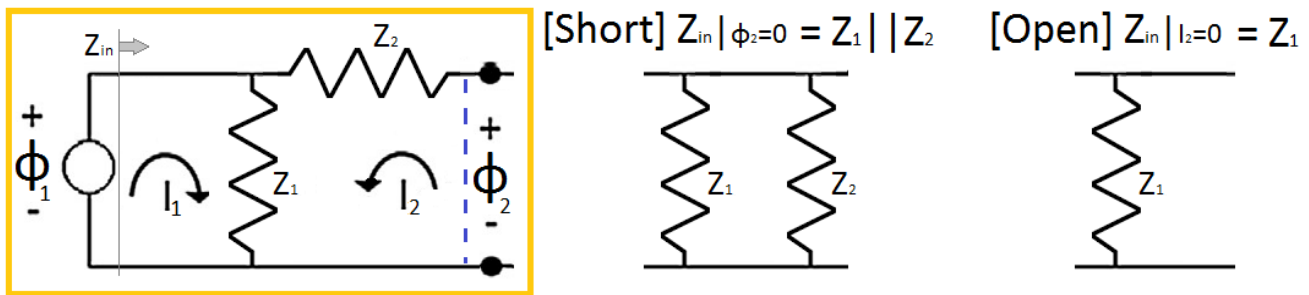 [Short] Zin|ϕ2=0 = Z1||Z2
[Open] Zin|I2=0 = Z1
Zin
Z2
+
ϕ1
-
I1
Z1
I2
+
ϕ2
-
Z1
Z2
Z1